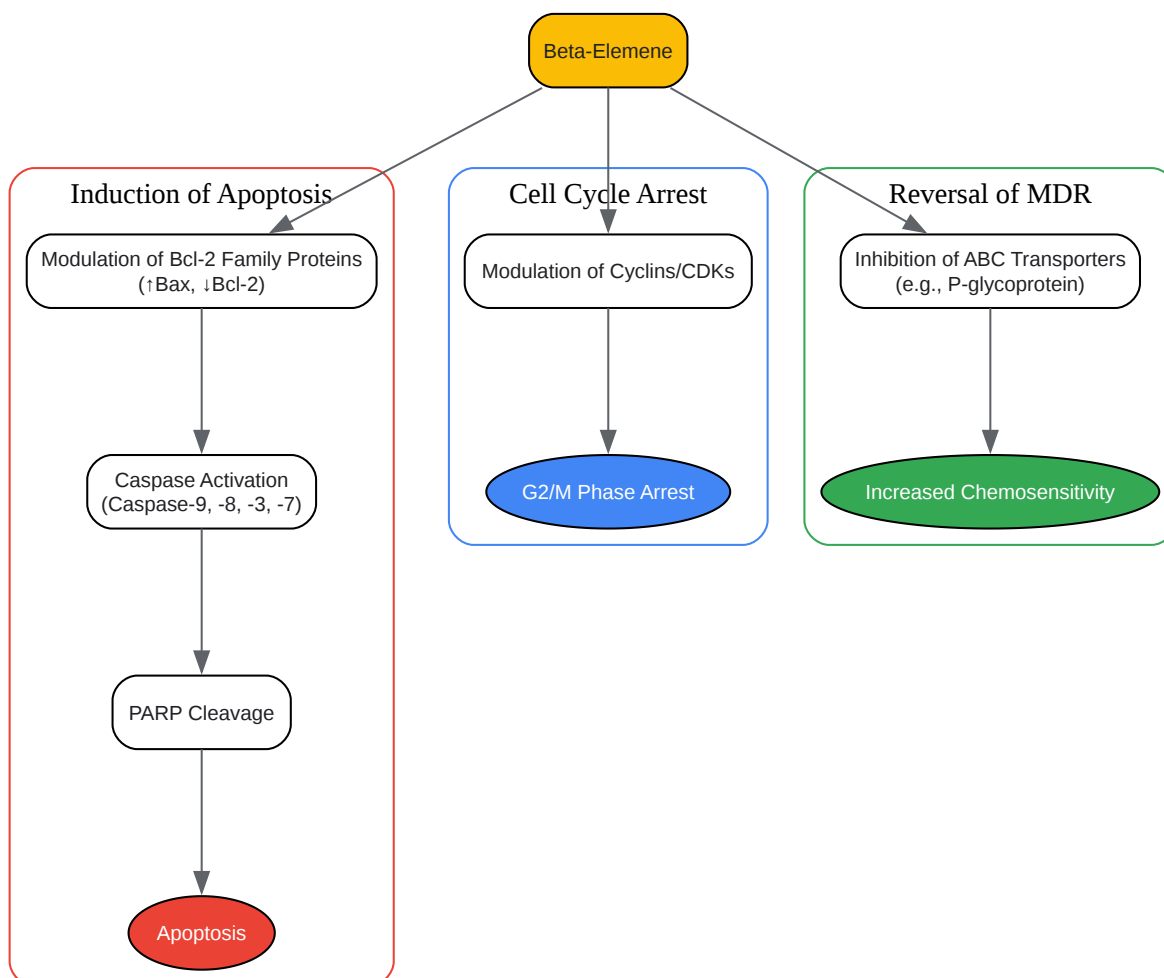 Beta-Elemene
Induction of Apoptosis
Modulation of Bcl-2 Family Proteins
(↑Bax, ↓Bcl-2)
Caspase Activation
(Caspase-9, -8, -3, -7)
PARP Cleavage
Apoptosis
Cell Cycle Arrest
Modulation of Cyclins/CDKs
G2/M Phase Arrest
Reversal of MDR
Inhibition of ABC Transporters
(e.g., P-glycoprotein)
Increased Chemosensitivity